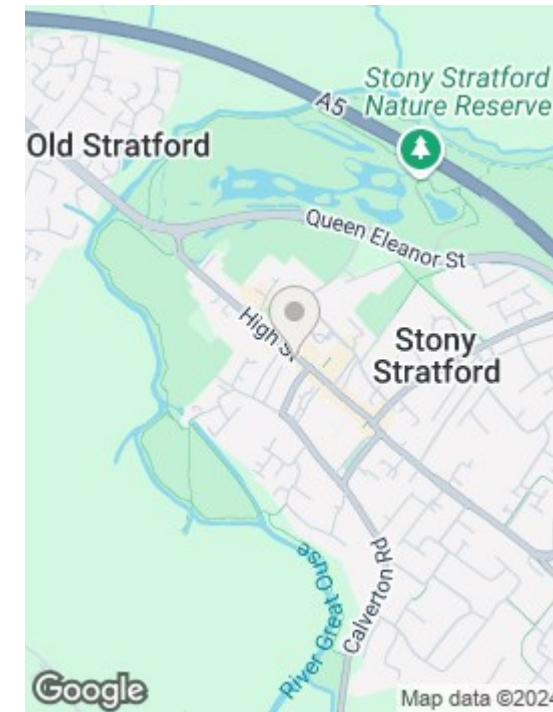 Stony Stratford
Nature Reserve
A5
Old Stratford
Queen Eleanor St
High St
Stony
Stratford
Calverton Rd
River Great Ouse
Google
Map data ©2024